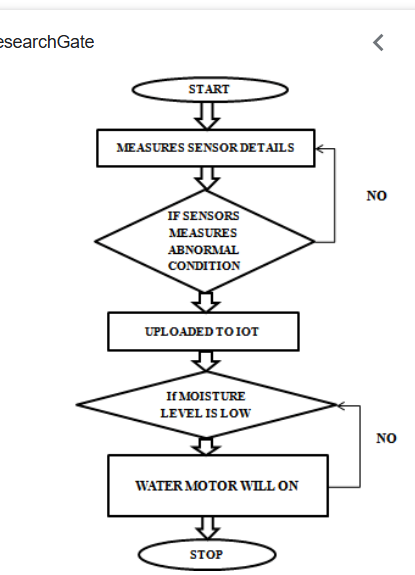 esearchGate
START
MEASURES SENSOR DETAILS
NO
IF SENSORS
MEASURES
ABNORMAL
CONDITION
UPLOADED TO IOT
If MOISTURE
LEVEL IS LOW
NO
WATER MOTOR WILL ON
STOP